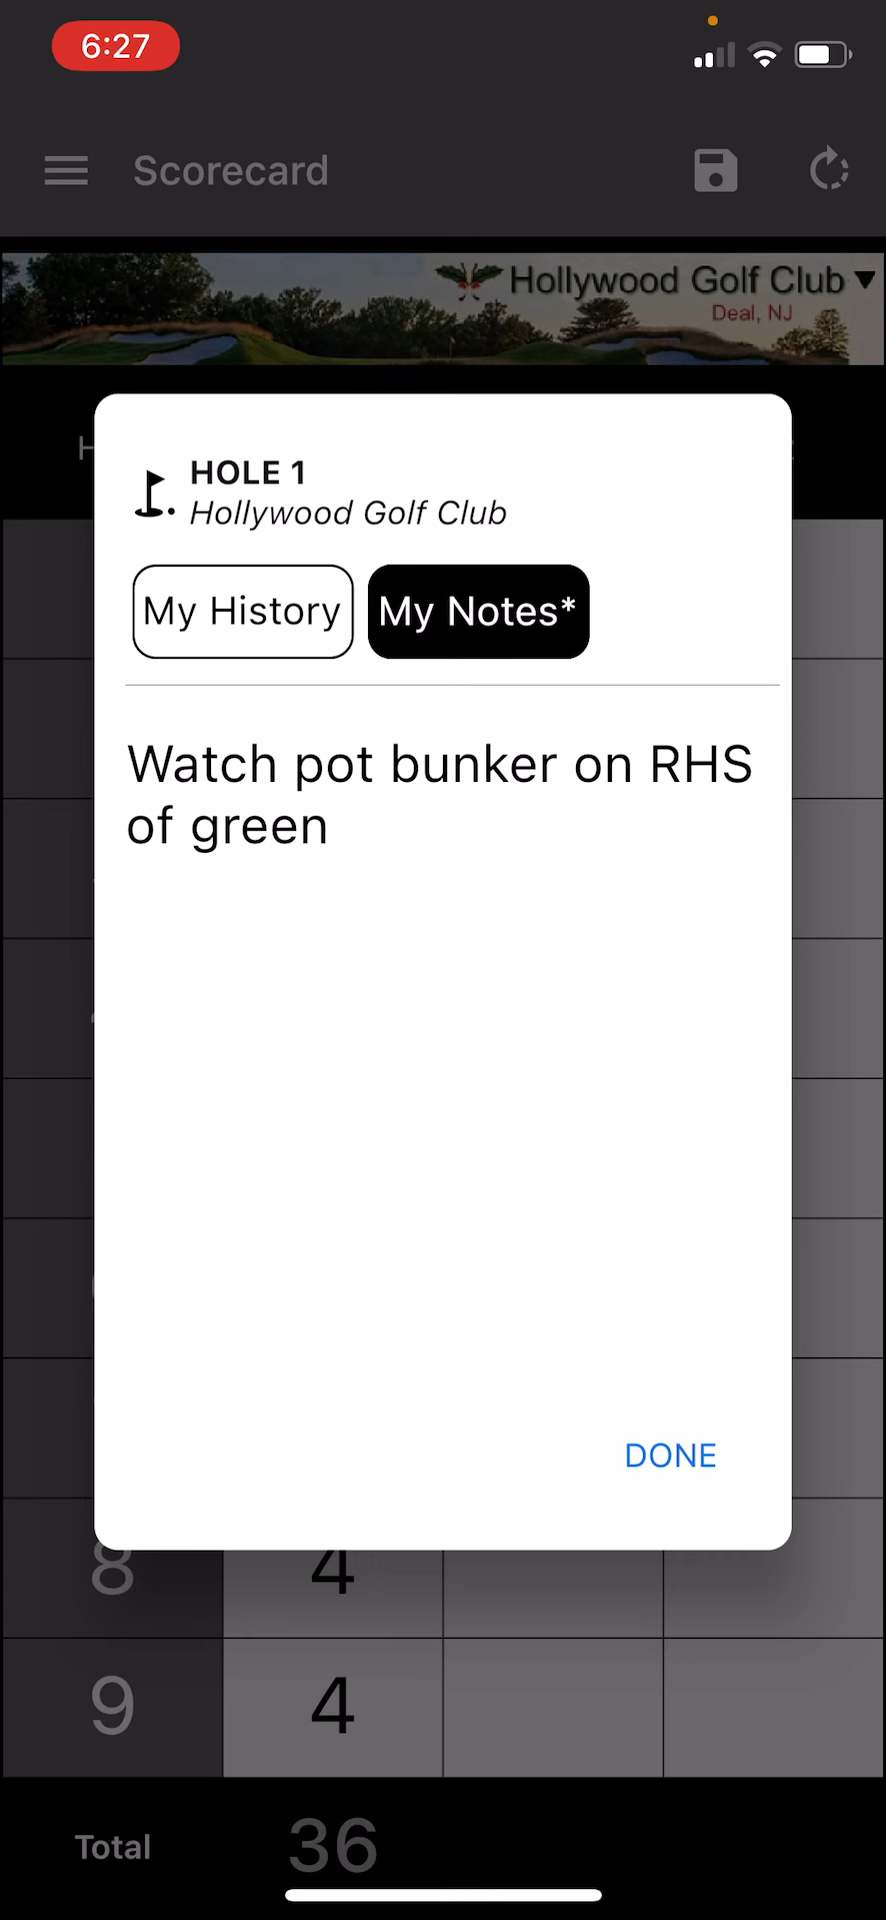 6:27
Scorecard
Hollywood Golf Club
Deal, NJ
HOLE 1
Hollywood Golf Club
My History
My Notes*
Watch pot bunker on RHS
of green
DONE
8 4
9 4
Total 36